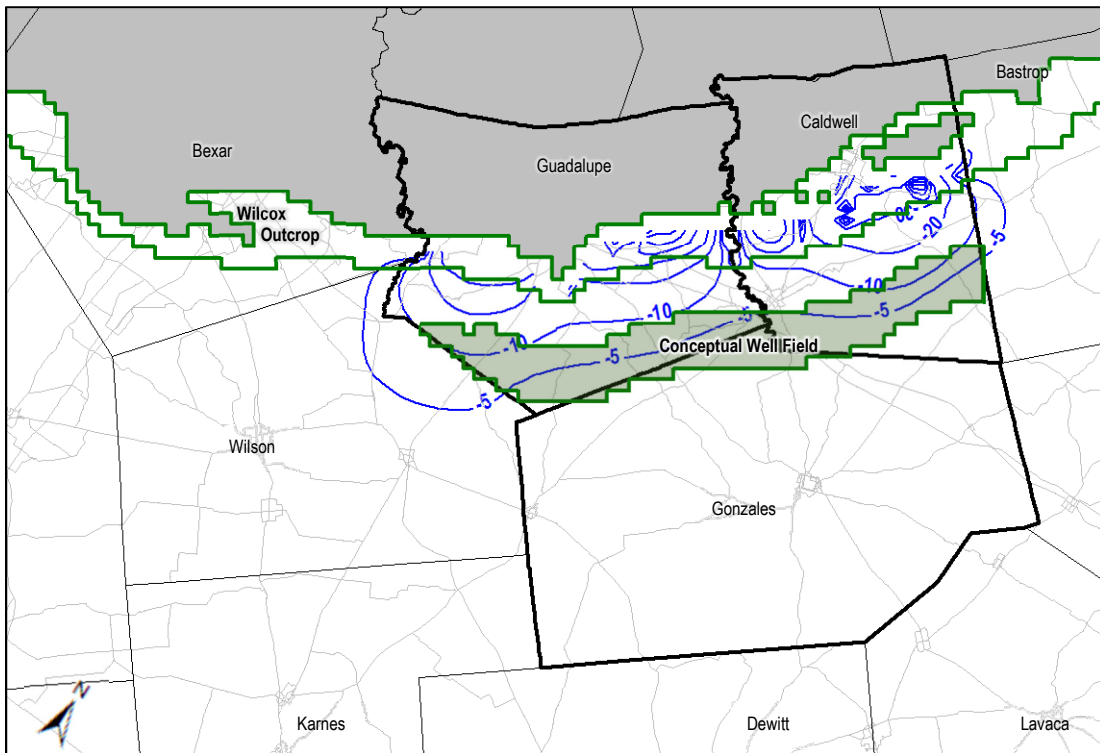 Bastrop
Caldwell
Bexar
Guadalupe
Wilcox
Outcrop
-20
-20
-5
-10
-10
-5
-5
-10
-5
Conceptual Well Field
-5
Wilson
Gonzales
N
Karnes
Dewitt
Lavaca